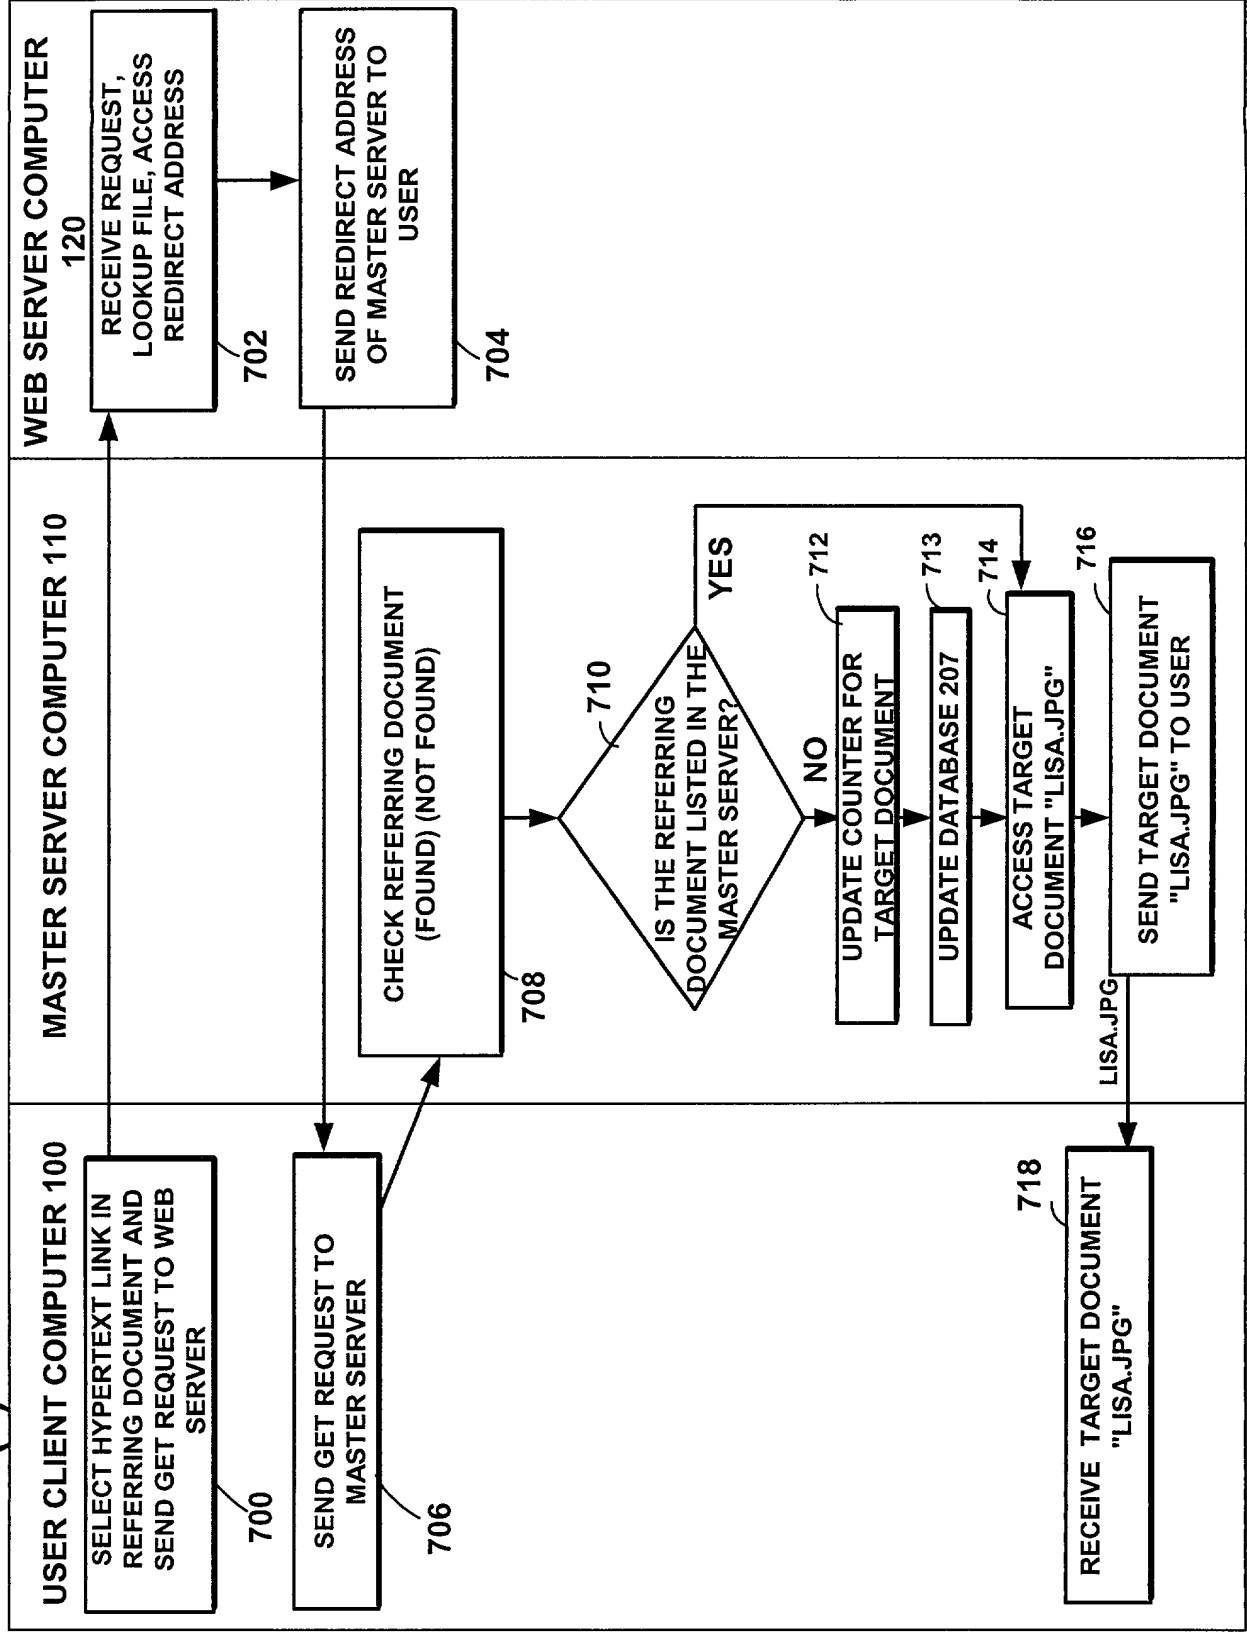 USER CLIENT COMPUTER 100
MASTER SERVER COMPUTER 110
WEB SERVER COMPUTER
120
SELECT HYPERTEXT LINK IN
REFERRING DOCUMENT AND
SEND GET REQUEST TO WEB
SERVER
700
RECEIVE REQUEST,
LOOKUP FILE, ACCESS
REDIRECT ADDRESS
702
SEND REDIRECT ADDRESS
OF MASTER SERVER TO
USER
704
SEND GET REQUEST TO
MASTER SERVER
706
CHECK REFERRING DOCUMENT
(FOUND) (NOT FOUND)
708
710
IS THE REFERRING
DOCUMENT LISTED IN THE
MASTER SERVER?
YES
NO
712
UPDATE COUNTER FOR
TARGET DOCUMENT
713
UPDATE DATABASE 207
714
ACCESS TARGET
DOCUMENT "LISA.JPG"
716
SEND TARGET DOCUMENT
"LISA.JPG" TO USER
LISA.JPG
718
RECEIVE TARGET DOCUMENT
"LISA.JPG"